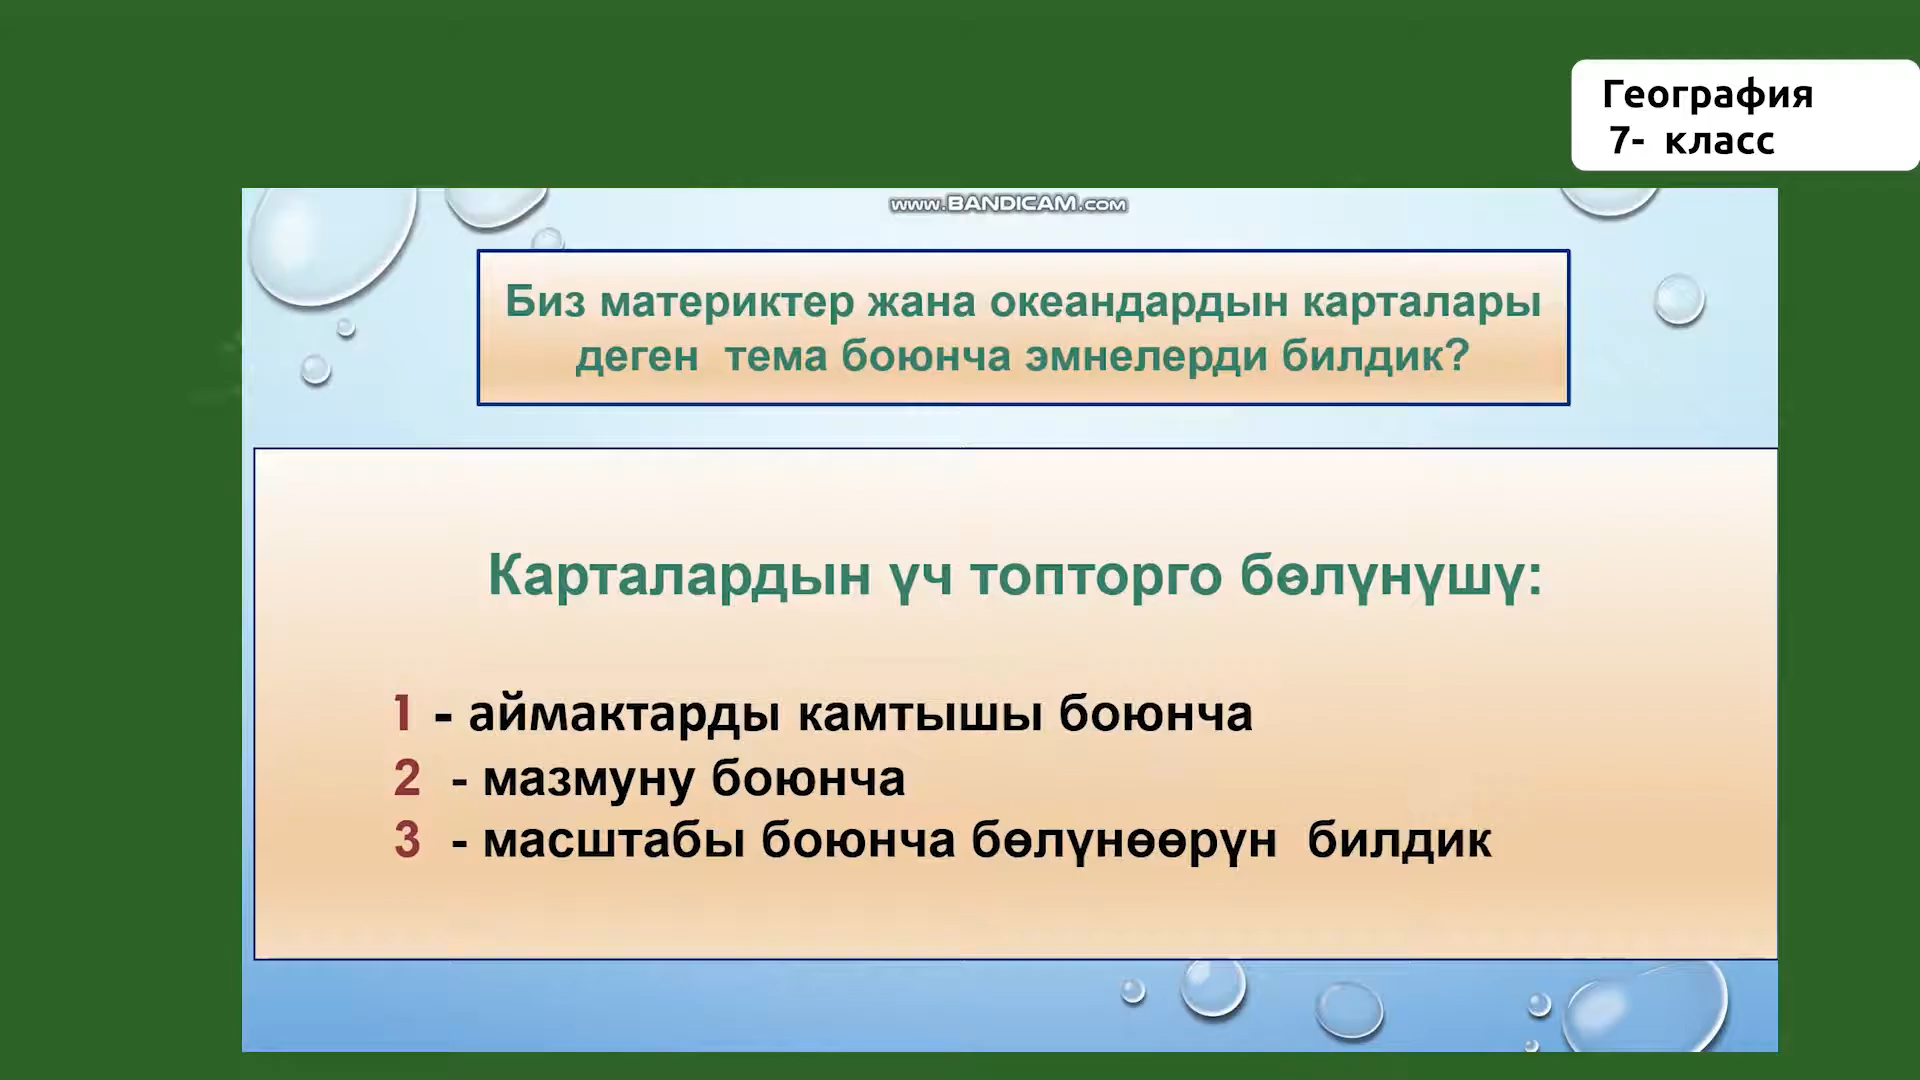 География
7- класс
www.BANDICAM.com
Биз материктер жана океандардын карталары
деген тема боюнча эмнелерди билдик?
Карталардын үч топторго бөлүнүшү:
1 - аймактарды камтышы боюнча
2 - мазмуну боюнча
3 - масштабы боюнча бөлүнөөрүн билдик